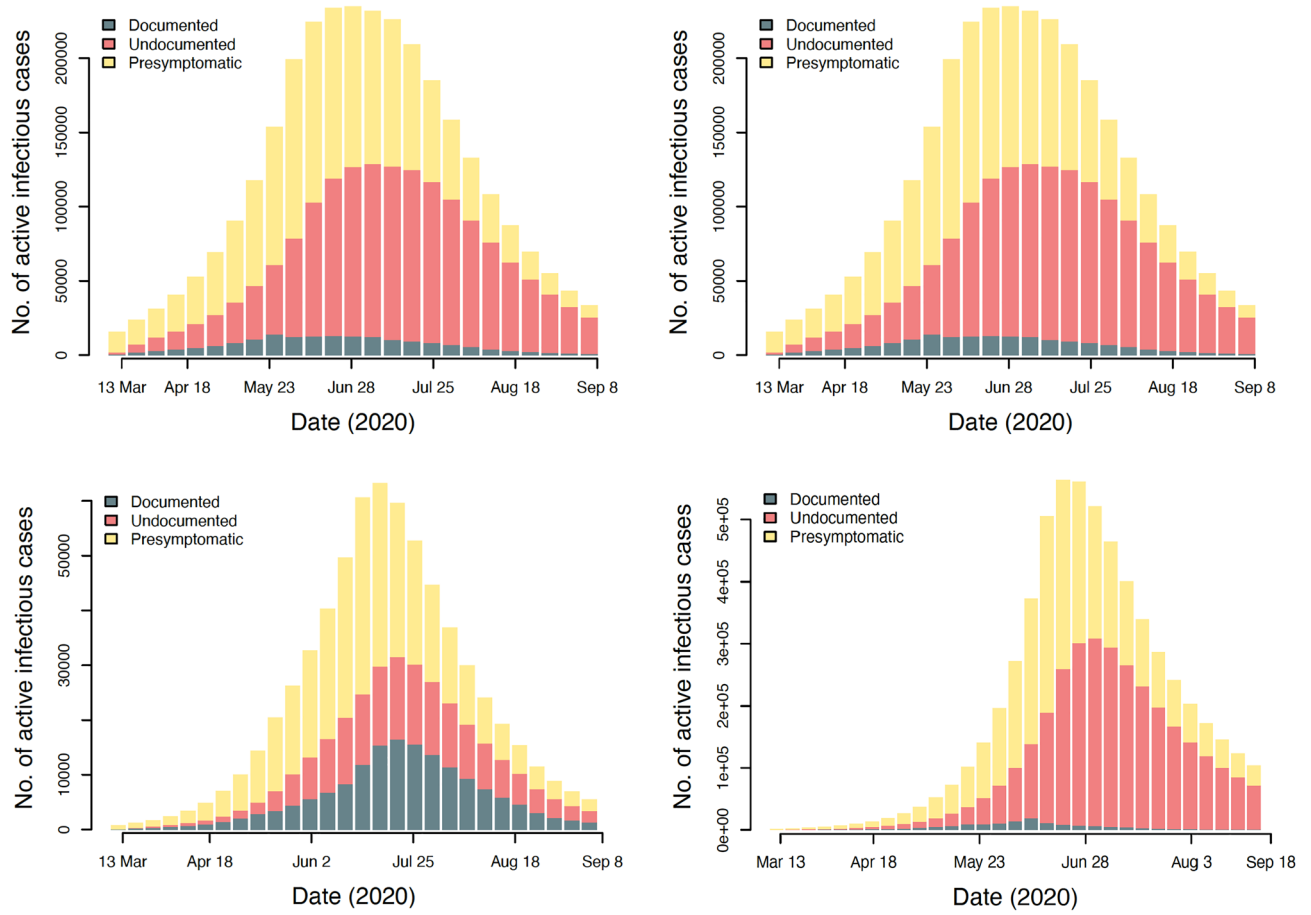 Documented
Undocumented
Presymptomatic
No. of active infectious cases
200000
150000
100000
50000
0
13 Mar Apr 18 May 23 Jun 28 Jul 25 Aug 18 Sep 8
Date (2020)
Documented
Undocumented
Presymptomatic
No. of active infectious cases
200000
150000
100000
50000
0
13 Mar Apr 18 May 23 Jun 28 Jul 25 Aug 18 Sep 8
Date (2020)
Documented
Undocumented
Presymptomatic
No. of active infectious cases
50000
30000
10000
0
13 Mar Apr 18 Jun 2 Jul 25 Aug 18 Sep 8
Date (2020)
Documented
Undocumented
Presymptomatic
No. of active infectious cases
5e+05
4e+05
3e+05
2e+05
1e+05
0e+00
Mar 13 Apr 18 May 23 Jun 28 Aug 3 Sep 18
Date (2020)